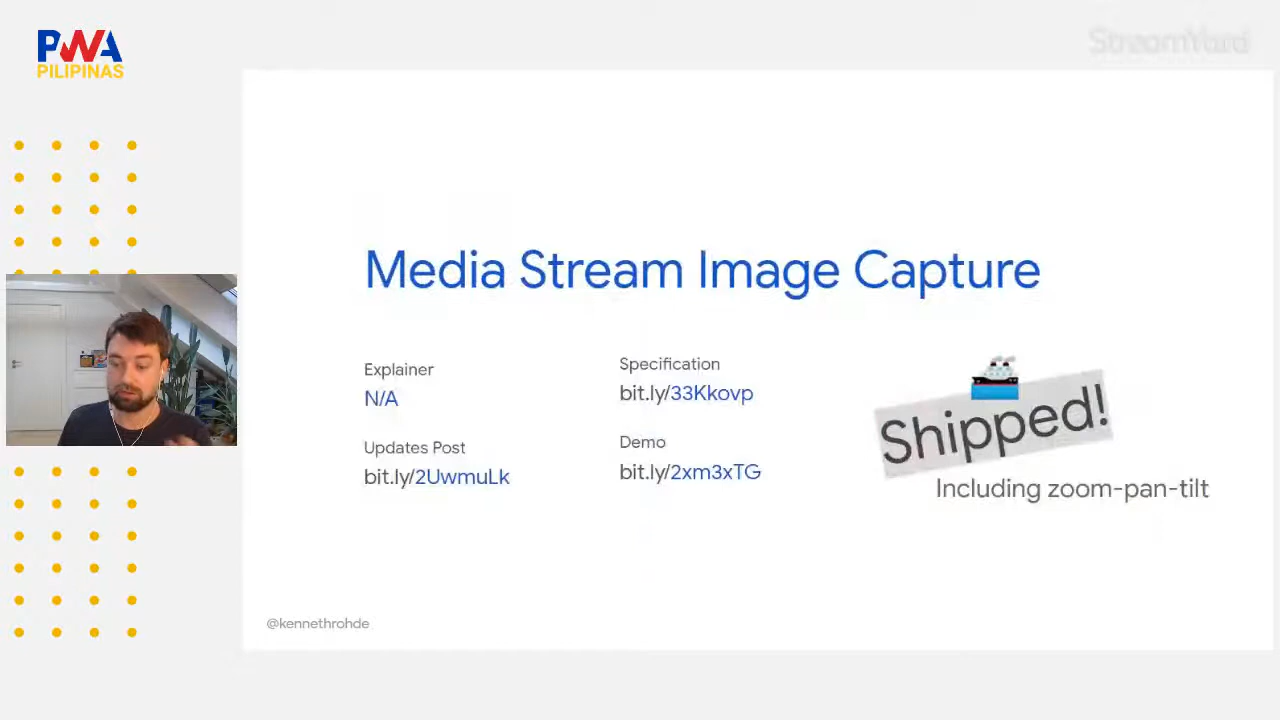 PWA
PILIPINAS
StreamYard
Media Stream Image Capture
Explainer
N/A
Updates Post
bit.ly/2UwmuLk
Specification
bit.ly/33Kkovp
Demo
bit.ly/2xm3xTG
Shipped!
Including zoom-pan-tilt
@kennethrohde